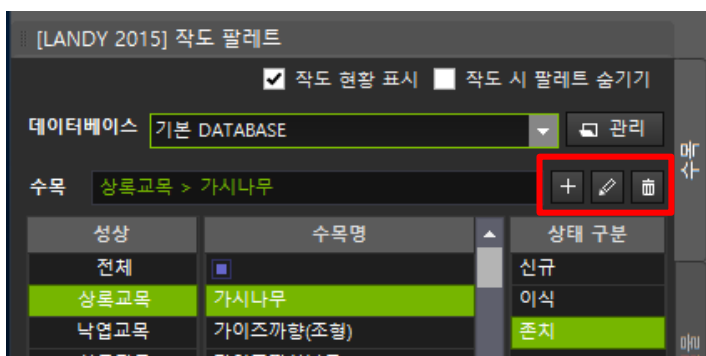 [LANDY 2015] 작도 팔레트
작도 현황 표시 작도 시 팔레트 숨기기
데이터베이스 기본 DATABASE 관리
수목 상록교목 > 가시나무
성상 수목명 상태 구분
전체 신규
상록교목 가시나무 이식
낙엽교목 가이즈까향(조형) 존치
수목